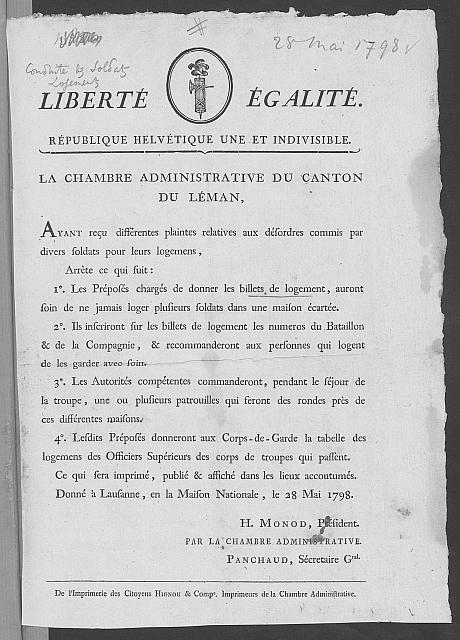 28 Mai 1798
Conduite des Soldats
Logements
LIBERTÉ ÉGALITÉ.
RÉPUBLIQUE HELVÉTIQUE UNE ET INDIVISIBLE.
LA CHAMBRE ADMINISTRATIVE DU CANTON
DU LÉMAN,
AYANT reçu différentes plaintes relatives aux désordres commis par
divers soldats pour leurs logemens,
Arrête ce qui suit :
1°. Les Préposés chargés de donner les billets de logement, auront
soin de ne jamais loger plusieurs soldats dans une maison écartée.
2°. Ils inscriront sur les billets de logement les numeros du Bataillon
& de la Compagnie, & recommanderont aux personnes qui logent
de les garder avec soin.
3°. Les Autorités compétentes commanderont, pendant le séjour de
la troupe, une ou plusieurs patrouilles qui feront des rondes près de
ces différentes maisons.
4°. Lesdits Préposés donneront aux Corps-de-Garde la tabelle des
logemens des Officiers Supérieurs des corps de troupes qui passent.
Ce qui sera imprimé, publié & affiché dans les lieux accoutumés.
Donné à Lausanne, en la Maison Nationale, le 28 Mai 1798.
H. MONOD, Président.
PAR LA CHAMBRE ADMINISTRATIVE.
PANCHAUD, Sécretaire Gral.
De l'Imprimerie des Citoyens HIGNOU & Compe. Imprimeurs de la Chambre Administrative.